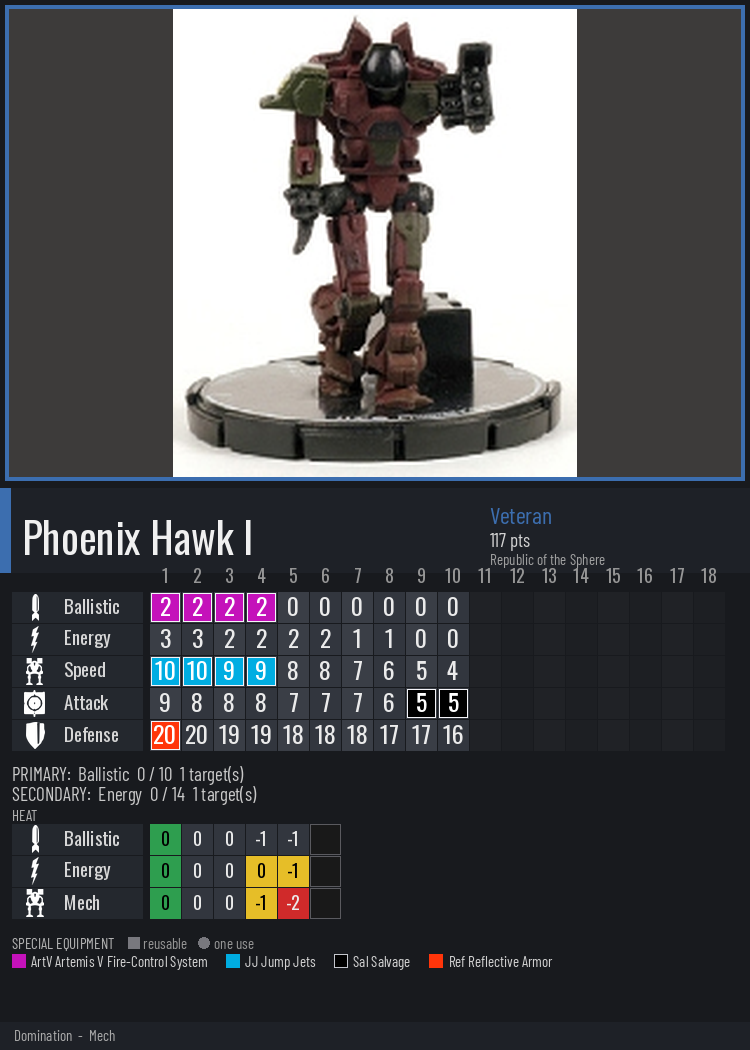 Phoenix Hawk I
Veteran
117 pts
Republic of the Sphere
1 2 3 4 5 6 7 8 9 10 11 12 13 14 15 16 17 18
Ballistic 2 2 2 2 0 0 0 0 0 0
Energy 3 3 2 2 2 2 1 1 0 0
Speed 10 10 9 9 8 8 7 6 5 4
Attack 9 8 8 8 7 7 7 6 5 5
Defense 20 20 19 19 18 18 18 17 17 16
PRIMARY: Ballistic 0 / 10 1 target(s)
SECONDARY: Energy 0 / 14 1 target(s)
HEAT
Ballistic 0 0 0 -1 -1
Energy 0 0 0 0 -1
Mech 0 0 0 -1 -2
SPECIAL EQUIPMENT reusable one use
ArtV Artemis V Fire-Control System JJ Jump Jets Sal Salvage Ref Reflective Armor
Domination - Mech